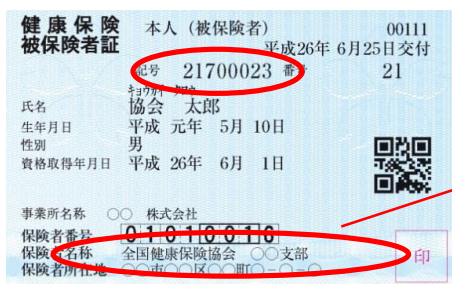 健康保険 本人（被保険者） 00111
被保険者証 平成26年 6月25日交付
記号 21700023 番号 21
ｷｮｳｶｲ ﾀﾛｳ
氏名 協会 太郎
生年月日 平成 元年 5月 10日
性別 男
資格取得年月日 平成 26年 6月 1日
事業所名称 ○○ 株式会社
保険者番号 01010016
保険者名称 全国健康保険協会 ○○支部
保険者所在地 ○○市○○区○○町○－○－○
印